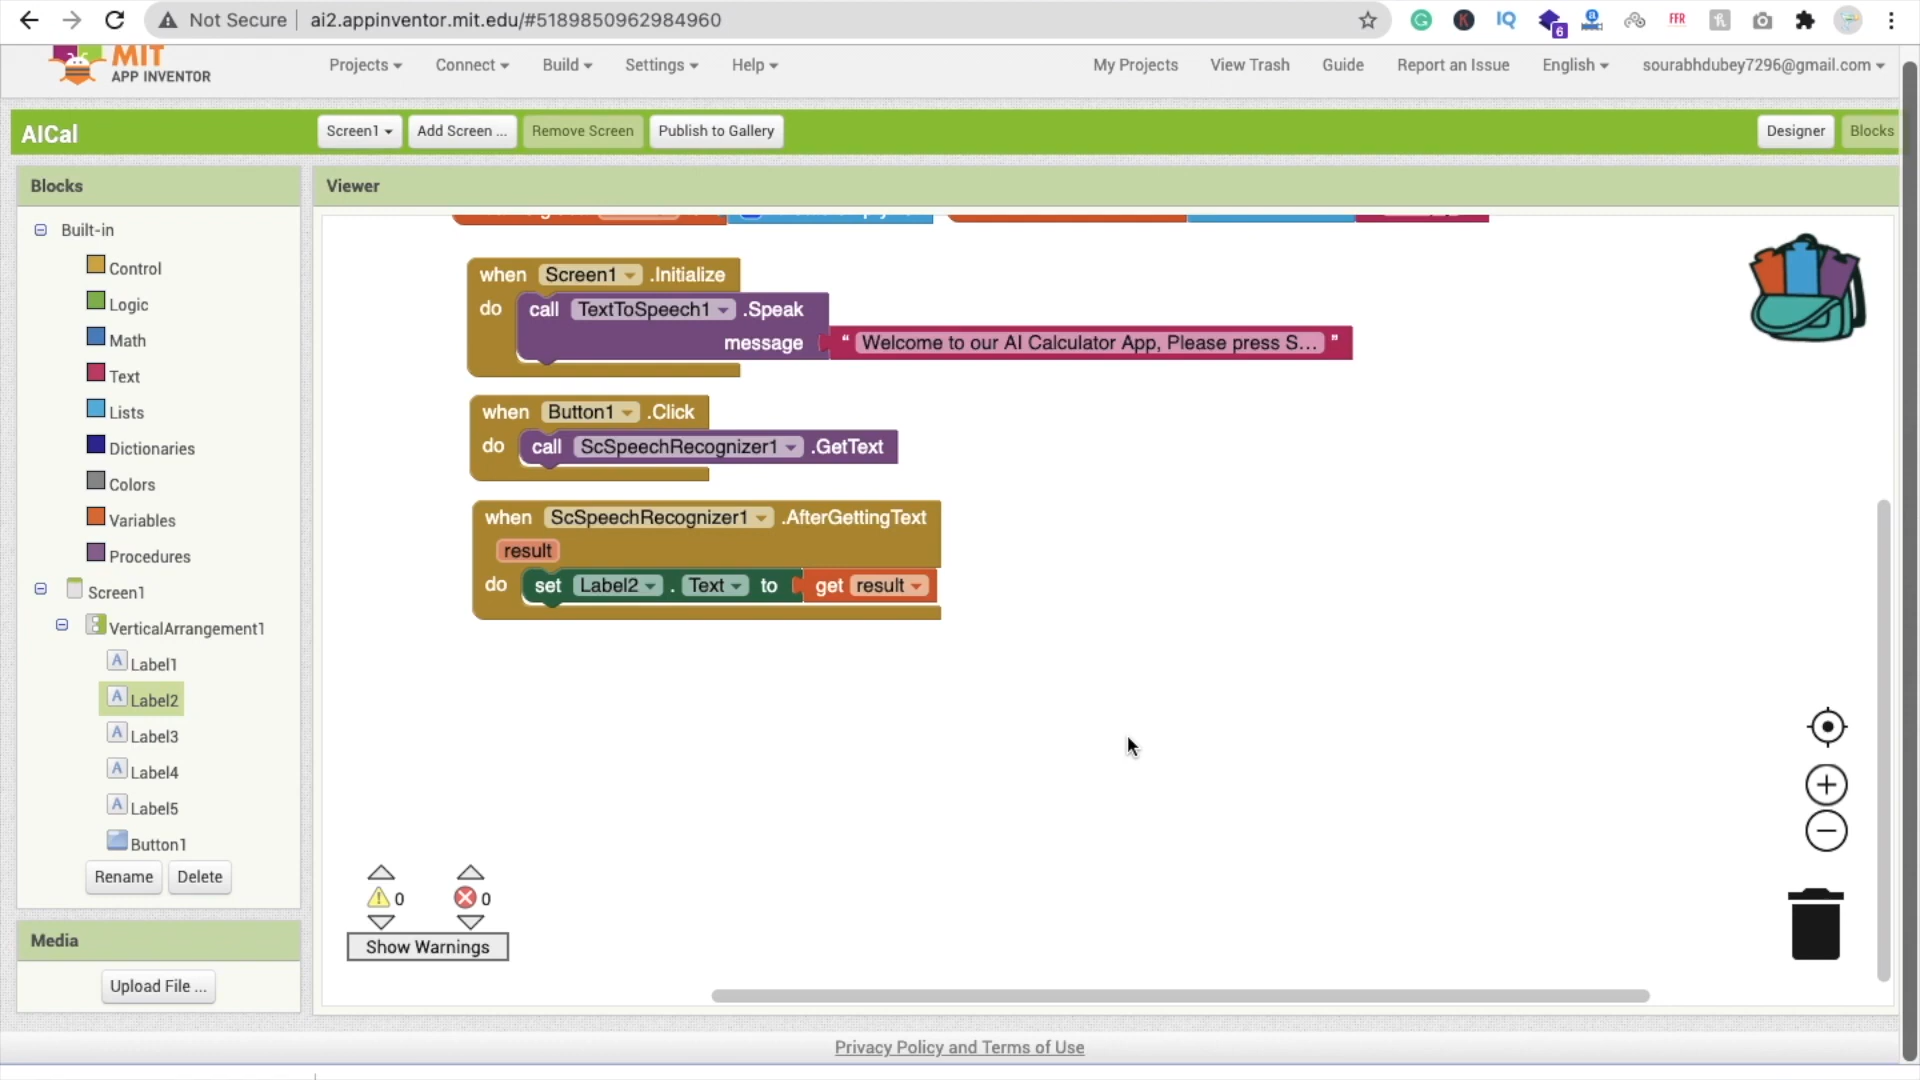 Not Secure
ai2.appinventor.mit.edu/#5189850962984960
G
K
IQ
6
a
FFR
MIT
APP INVENTOR
Projects
Connect
Build
Settings
Help
My Projects
View Trash
Guide
Report an Issue
English
sourabhdubey7296@gmail.com
AICal
Screen1
Add Screen ...
Remove Screen
Publish to Gallery
Designer
Blocks
Blocks
Viewer
Built-in
Control
Logic
Math
Text
Lists
Dictionaries
Colors
Variables
Procedures
Screen1
VerticalArrangement1
A Label1
A Label2
A Label3
A Label4
A Label5
Button1
Rename
Delete
Media
Upload File ...
when Screen1 .Initialize
do call TextToSpeech1 .Speak
message “ Welcome to our AI Calculator App, Please press S... ”
when Button1 .Click
do call ScSpeechRecognizer1 .GetText
when ScSpeechRecognizer1 .AfterGettingText
result
do set Label2 . Text to get result
0
0
Show Warnings
Privacy Policy and Terms of Use